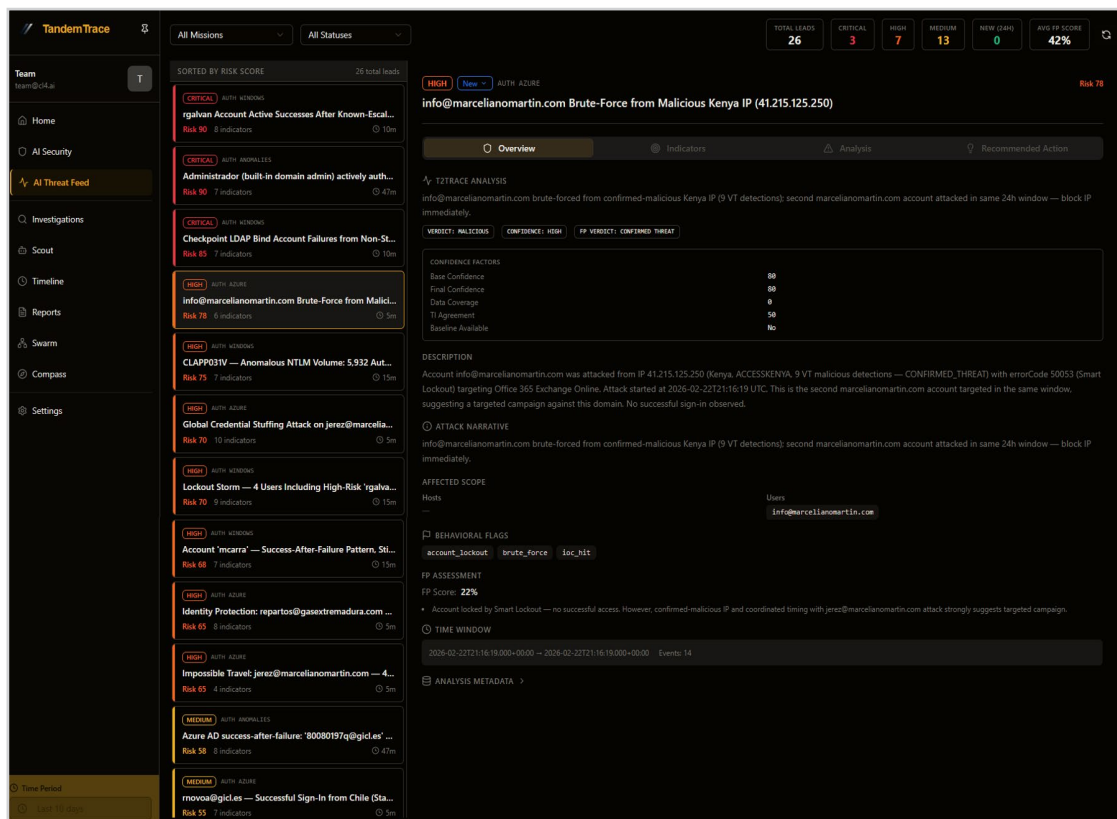 TandemTrace
Team
team@cl4.ai
T
Home
AI Security
AI Threat Feed
Investigations
Scout
Timeline
Reports
Swarm
Compass
Settings
Time Period
All Missions
All Statuses
TOTAL LEADS
26
CRITICAL
3
HIGH
7
MEDIUM
13
NEW (24H)
0
AVG FP SCORE
42%
SORTED BY RISK SCORE 26 total leads
CRITICAL AUTH WINDOWS
rgalvan Account Active Successes After Known-Escal...
Risk 90 8 indicators 10m
CRITICAL AUTH ANOMALIES
Administrador (built-in domain admin) actively auth...
Risk 90 7 indicators 47m
CRITICAL AUTH WINDOWS
Checkpoint LDAP Bind Account Failures from Non-St...
Risk 85 7 indicators 10m
HIGH AUTH AZURE
info@marcelianomartin.com Brute-Force from Malici...
Risk 78 6 indicators 5m
HIGH AUTH WINDOWS
CLAPP031V — Anomalous NTLM Volume: 5,932 Aut...
Risk 75 7 indicators 15m
HIGH AUTH AZURE
Global Credential Stuffing Attack on jerez@marcelia...
Risk 70 10 indicators 5m
HIGH AUTH WINDOWS
Lockout Storm — 4 Users Including High-Risk 'rgalva...
Risk 70 9 indicators 15m
HIGH AUTH WINDOWS
Account 'mcarra' — Success-After-Failure Pattern, Sti...
Risk 68 7 indicators 15m
HIGH AUTH AZURE
Identity Protection: repartos@gasextremadura.com ...
Risk 65 8 indicators 5m
HIGH AUTH AZURE
Impossible Travel: jerez@marcelianomartin.com — 4...
Risk 65 4 indicators 5m
MEDIUM AUTH ANOMALIES
Azure AD success-after-failure: '80080197q@gicl.es' ...
Risk 58 8 indicators 47m
MEDIUM AUTH AZURE
rnovoa@gicl.es — Successful Sign-In from Chile (Sta...
Risk 55 7 indicators 5m
HIGH New AUTH AZURE Risk 78
info@marcelianomartin.com Brute-Force from Malicious Kenya IP (41.215.125.250)
Overview Indicators Analysis Recommended Action
T2TRACE ANALYSIS
info@marcelianomartin.com brute-forced from confirmed-malicious Kenya IP (9 VT detections); second marcelianomartin.com account attacked in same 24h window — block IP
immediately.
VERDICT: MALICIOUS CONFIDENCE: HIGH FP VERDICT: CONFIRMED THREAT
CONFIDENCE FACTORS
Base Confidence 80
Final Confidence 80
Data Coverage 0
TI Agreement 50
Baseline Available No
DESCRIPTION
Account info@marcelianomartin.com was attacked from IP 41.215.125.250 (Kenya, ACCESSKENYA, 9 VT malicious detections — CONFIRMED_THREAT) with errorCode 50053 (Smart
Lockout) targeting Office 365 Exchange Online. Attack started at 2026-02-22T21:16:19 UTC. This is the second marcelianomartin.com account targeted in the same window,
suggesting a targeted campaign against this domain. No successful sign-in observed.
ATTACK NARRATIVE
info@marcelianomartin.com brute-forced from confirmed-malicious Kenya IP (9 VT detections); second marcelianomartin.com account attacked in same 24h window — block IP
immediately.
AFFECTED SCOPE
Hosts Users
— info@marcelianomartin.com
BEHAVIORAL FLAGS
account_lockout brute_force ioc_hit
FP ASSESSMENT
FP Score: 22%
• Account locked by Smart Lockout — no successful access. However, confirmed-malicious IP and coordinated timing with jerez@marcelianomartin.com attack strongly suggests targeted campaign.
TIME WINDOW
2026-02-22T21:16:19.000+00:00 → 2026-02-22T21:16:19.000+00:00 Events: 14
ANALYSIS METADATA